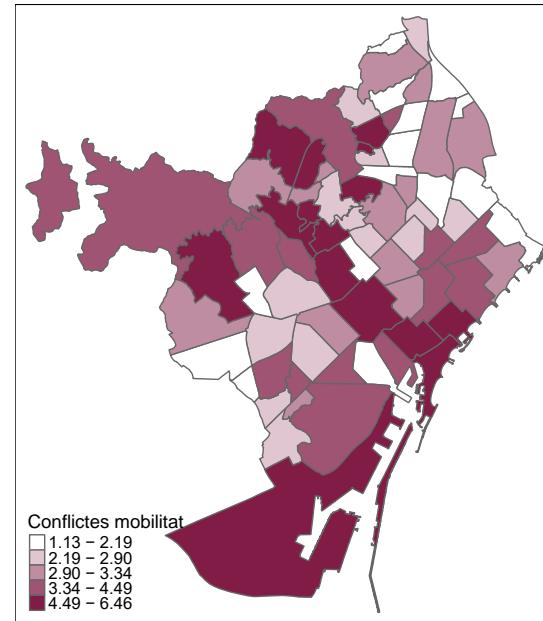 Conflictes mobilitat
1.13 − 2.19
2.19 − 2.90
2.90 − 3.34
3.34 − 4.49
4.49 − 6.46